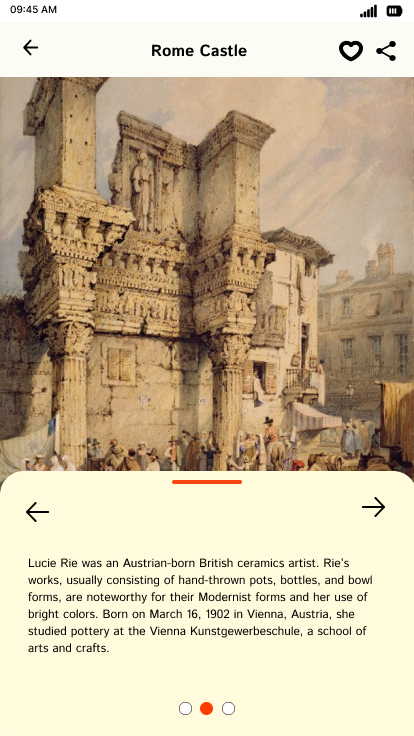 09:45 AM
Rome Castle
Lucie Rie was an Austrian-born British ceramics artist. Rie's
works, usually consisting of hand-thrown pots, bottles, and bowl
forms, are noteworthy for their Modernist forms and her use of
bright colors. Born on March 16, 1902 in Vienna, Austria, she
studied pottery at the Vienna Kunstgewerbeschule, a school of
arts and crafts.